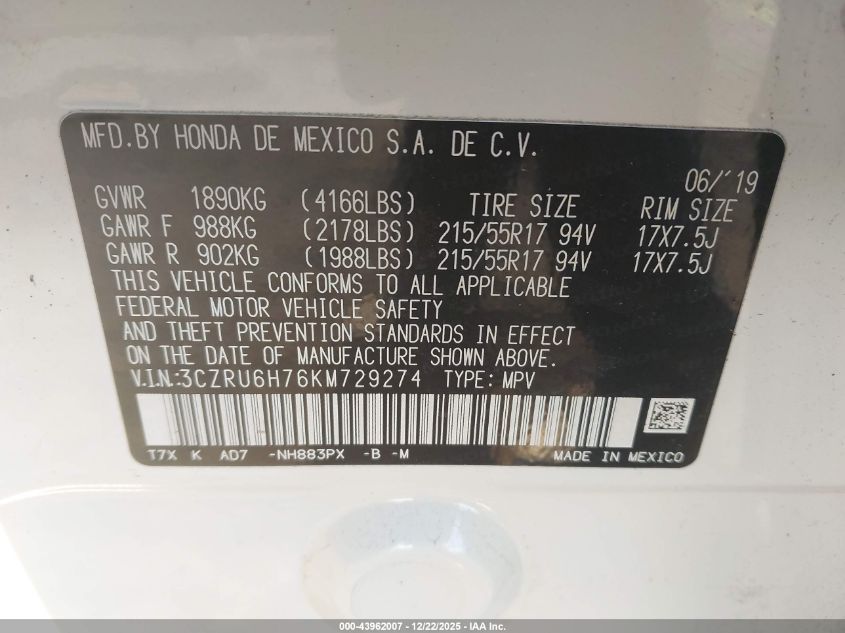 MFD.BY HONDA DE MEXICO S.A. DE C.V.
06/'19
GVWR 1890KG (4166LBS) TIRE SIZE RIM SIZE
GAWR F 988KG (2178LBS) 215/55R17 94V 17X7.5J
GAWR R 902KG (1988LBS) 215/55R17 94V 17X7.5J
THIS VEHICLE CONFORMS TO ALL APPLICABLE
FEDERAL MOTOR VEHICLE SAFETY
AND THEFT PREVENTION STANDARDS IN EFFECT
ON THE DATE OF MANUFACTURE SHOWN ABOVE.
V.I.N.:3CZRU6H76KM729274 TYPE: MPV
T7X K AD7 -NH883PX -B -M MADE IN MEXICO
000-43962007 - 12/22/2025 - IAA Inc.